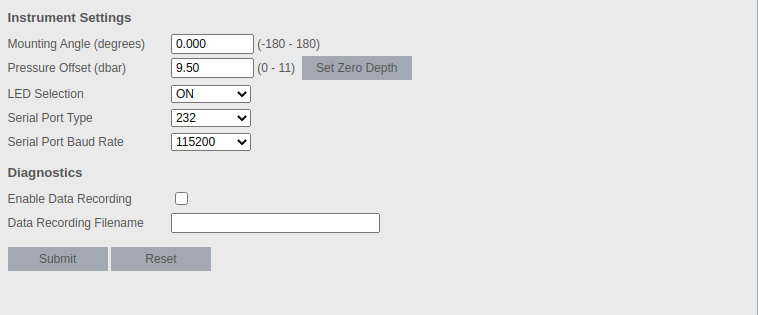 Instrument Settings
Mounting Angle (degrees) 0.000 (-180 - 180)
Pressure Offset (dbar) 9.50 (0 - 11) Set Zero Depth
LED Selection ON
Serial Port Type 232
Serial Port Baud Rate 115200
Diagnostics
Enable Data Recording
Data Recording Filename
Submit Reset